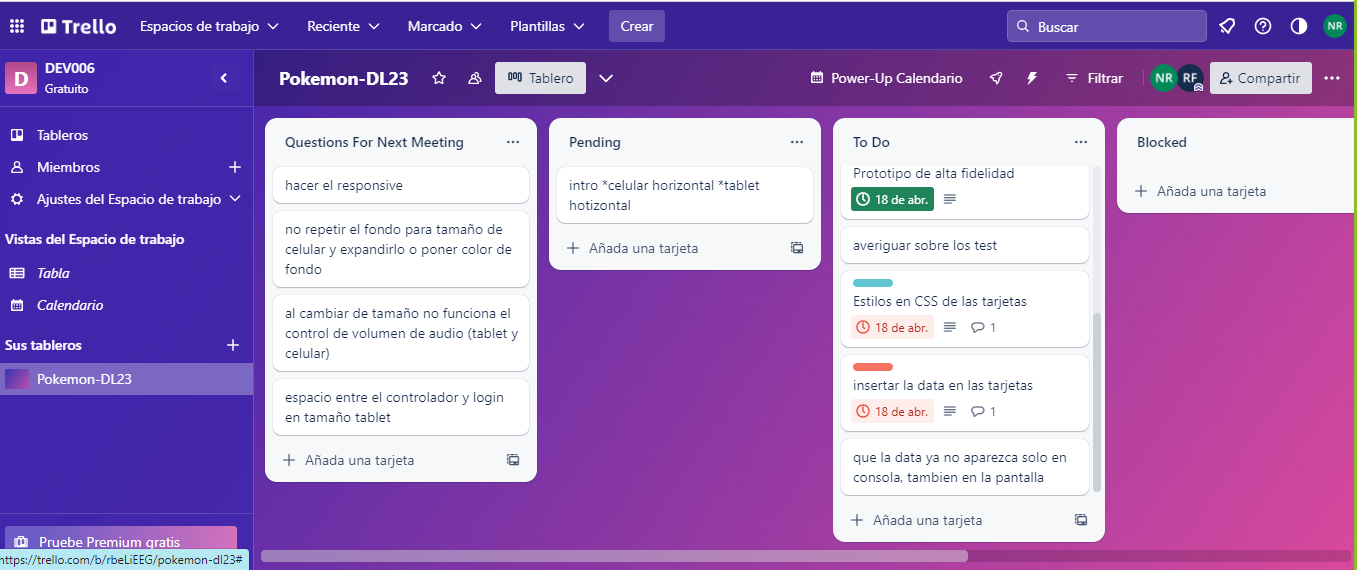 Trello
Espacios de trabajo
Reciente
Marcado
Plantillas
Crear
Buscar
NR
D
DEV006
Gratuito
Pokemon-DL23
Tablero
Power-Up Calendario
Filtrar
NR
RF
Compartir
Tableros
Miembros
Ajustes del Espacio de trabajo
Vistas del Espacio de trabajo
Tabla
Calendario
Sus tableros
Pokemon-DL23
Pruebe Premium gratis
https://trello.com/b/rbeLiEEG/pokemon-dl23#
Questions For Next Meeting
hacer el responsive
no repetir el fondo para tamaño de
celular y expandirlo o poner color de
fondo
al cambiar de tamaño no funciona el
control de volumen de audio (tablet y
celular)
espacio entre el controlador y login
en tamaño tablet
Añada una tarjeta
Pending
intro *celular horizontal *tablet
hotizontal
Añada una tarjeta
To Do
Prototipo de alta fidelidad
18 de abr.
averiguar sobre los test
Estilos en CSS de las tarjetas
18 de abr.
1
insertar la data en las tarjetas
18 de abr.
1
que la data ya no aparezca solo en
consola, tambien en la pantalla
Añada una tarjeta
Blocked
Añada una tarjeta